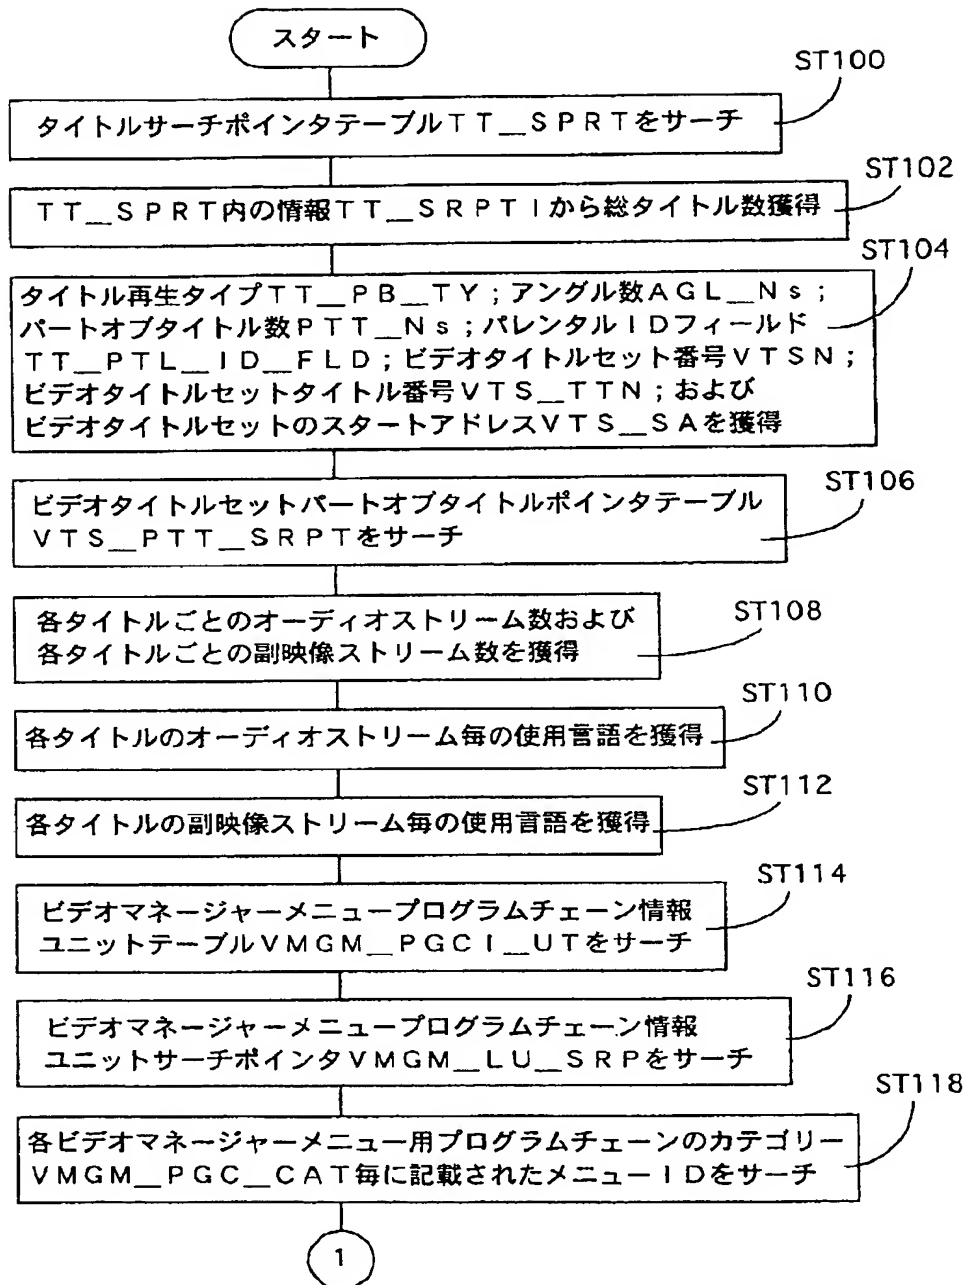 スタート
ST100
タイトルサーチポインタテーブルTT__SPRTをサーチ
ST102
TT__SPRT内の情報TT__SRPTIから総タイトル数獲得
ST104
タイトル再生タイプTT__PB__TY;アングル数AGL__Ns;
パートオブタイトル数PTT__Ns;パレンタルIDフィールド
TT__PTL__ID__FLD;ビデオタイトルセット番号VTSN;
ビデオタイトルセットタイトル番号VTS__TTN;および
ビデオタイトルセットのスタートアドレスVTS__SAを獲得
ST106
ビデオタイトルセットパートオブタイトルポインタテーブル
VTS__PTT__SRPTをサーチ
ST108
各タイトルごとのオーディオストリーム数および
各タイトルごとの副映像ストリーム数を獲得
ST110
各タイトルのオーディオストリーム毎の使用言語を獲得
ST112
各タイトルの副映像ストリーム毎の使用言語を獲得
ST114
ビデオマネージャーメニュープログラムチェーン情報
ユニットテーブルVMGM__PGCI__UTをサーチ
ST116
ビデオマネージャーメニュープログラムチェーン情報
ユニットサーチポインタVMGM__LU__SRPをサーチ
ST118
各ビデオマネージャーメニュー用プログラムチェーンのカテゴリー
VMGM__PGC__CAT毎に記載されたメニューIDをサーチ
1